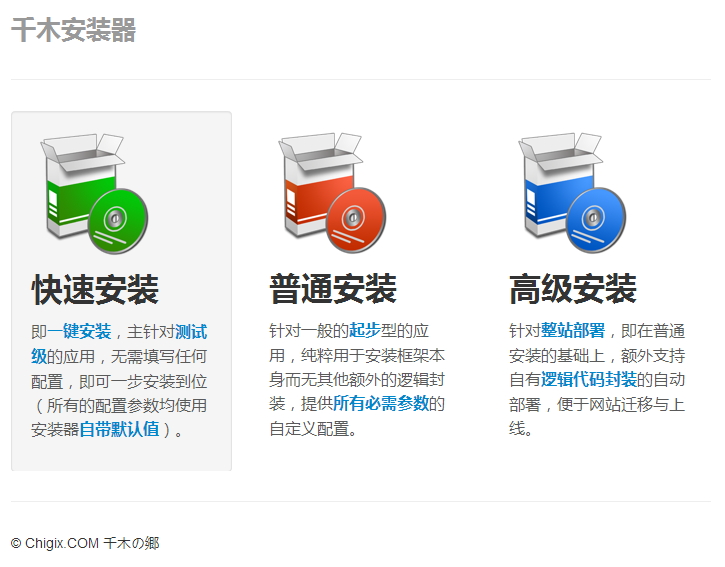 千木安装器
快速安装
即一键安装，主针对测试
级的应用，无需填写任何
配置，即可一步安装到位
（所有的配置参数均使用
安装器自带默认值）。
普通安装
针对一般的起步型的应
用，纯粹用于安装框架本
身而无其他额外的逻辑封
装，提供所有必需参数的
自定义配置。
高级安装
针对整站部署，即在普通
安装的基础上，额外支持
自有逻辑代码封装的自动
部署，便于网站迁移与上
线。
© Chigix.COM 千木の郷